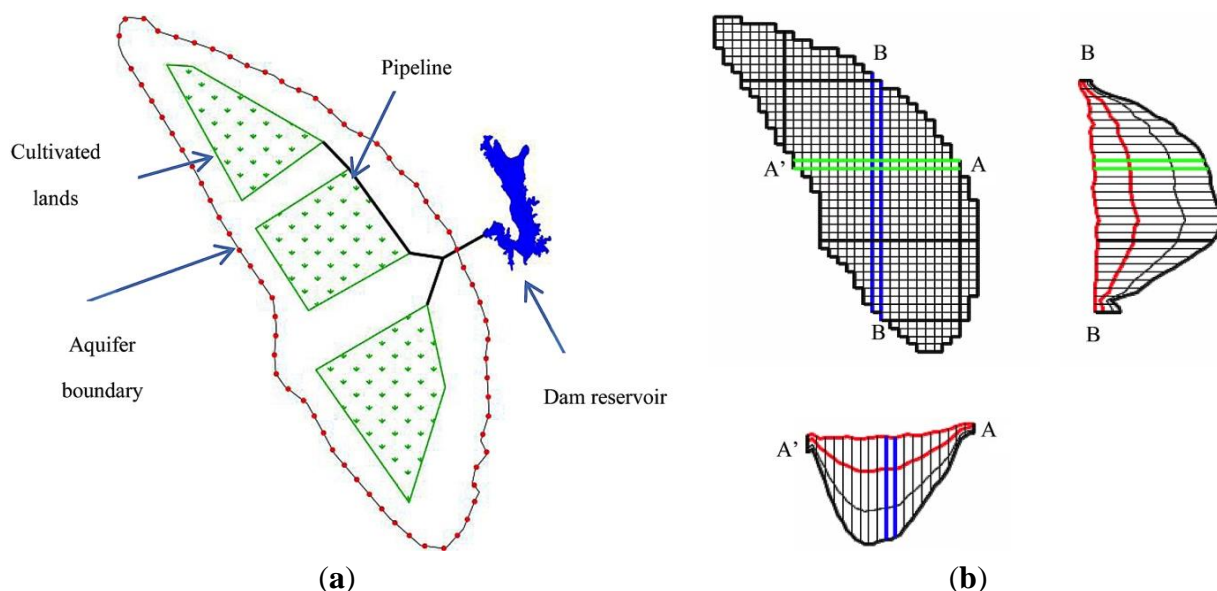 Pipeline
Cultivated
lands
Aquifer
boundary
Dam reservoir
(a)
B
A'
A
B
B
B
A'
A
(b)